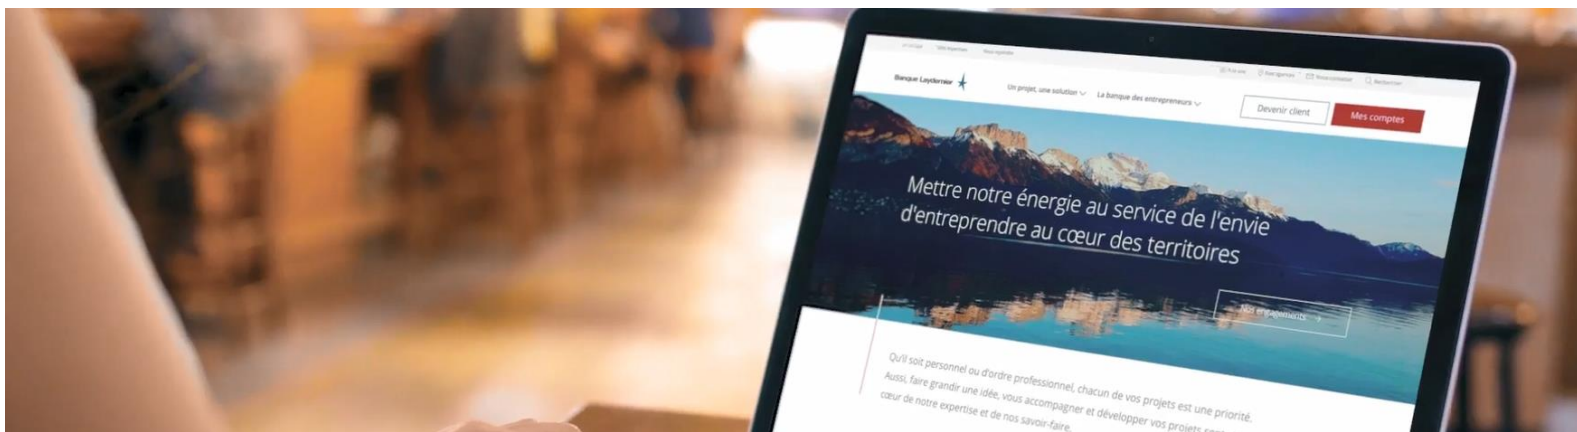 Nous rejoindre
Banque Laydernier
Un projet, une solution
La banque des entrepreneurs
Devenir client
Mes comptes
Mettre notre énergie au service de l'envie
d'entreprendre au cœur des territoires
Nos engagements
Qu'il soit personnel ou d'ordre professionnel, chacun de vos projets est une priorité.
Aussi, faire grandir une idée, vous accompagner et développer vos projets
cœur de notre expertise et de nos savoir-faire.